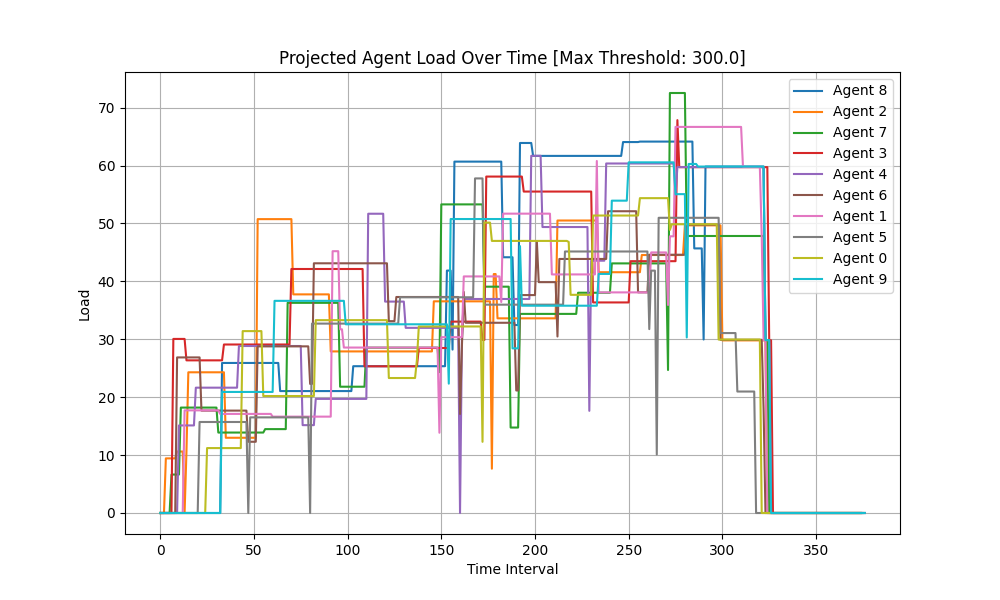 Projected Agent Load Over Time [Max Threshold: 300.0]
Load
70
60
50
40
30
20
10
0
0 50 100 150 200 250 300 350
Time Interval
Agent 8
Agent 2
Agent 7
Agent 3
Agent 4
Agent 6
Agent 1
Agent 5
Agent 0
Agent 9